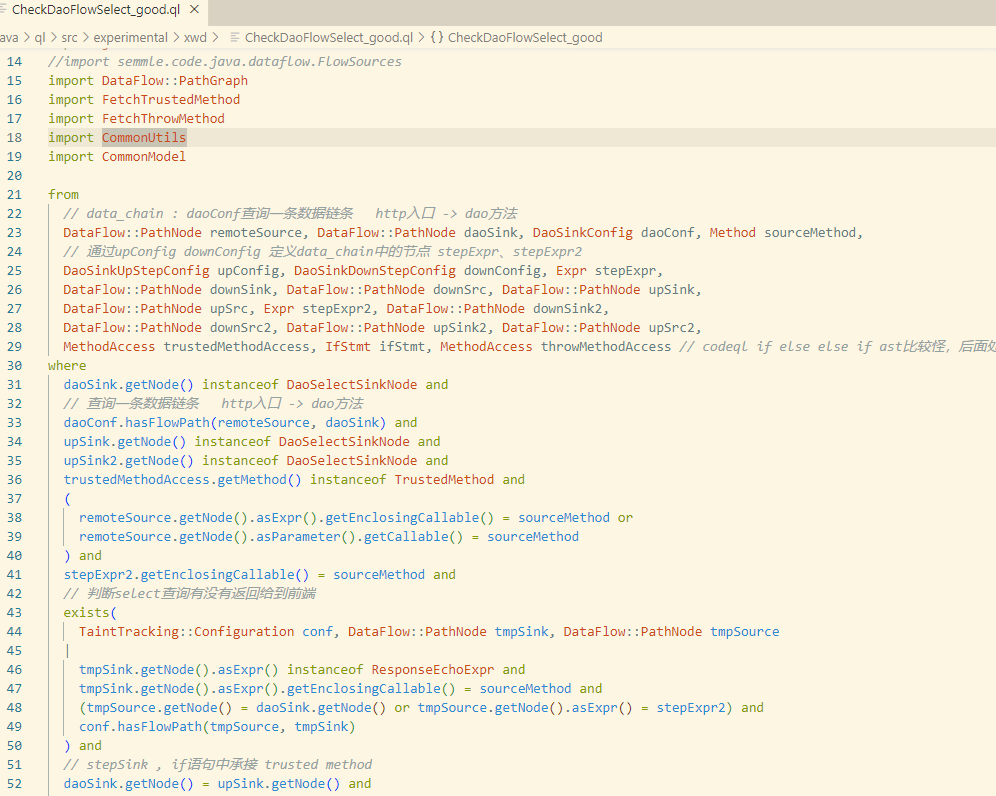 CheckDaoFlowSelect_good.ql ×
ava > ql > src > experimental > xwd > CheckDaoFlowSelect_good.ql > {} CheckDaoFlowSelect_good
14 //import semmle.code.java.dataflow.FlowSources
15 import DataFlow::PathGraph
16 import FetchTrustedMethod
17 import FetchThrowMethod
18 import CommonUtils
19 import CommonModel
20
21 from
22 // data_chain : daoConf查询一条数据链条 http入口 -> dao方法
23 DataFlow::PathNode remoteSource, DataFlow::PathNode daoSink, DaoSinkConfig daoConf, Method sourceMethod,
24 // 通过upConfig downConfig 定义data_chain中的节点 stepExpr、stepExpr2
25 DaoSinkUpStepConfig upConfig, DaoSinkDownStepConfig downConfig, Expr stepExpr,
26 DataFlow::PathNode downSink, DataFlow::PathNode downSrc, DataFlow::PathNode upSink,
27 DataFlow::PathNode upSrc, Expr stepExpr2, DataFlow::PathNode downSink2,
28 DataFlow::PathNode downSrc2, DataFlow::PathNode upSink2, DataFlow::PathNode upSrc2,
29 MethodAccess trustedMethodAccess, IfStmt ifStmt, MethodAccess throwMethodAccess // codeql if else else if ast比较怪，后面
30 where
31 daoSink.getNode() instanceof DaoSelectSinkNode and
32 // 查询一条数据链条 http入口 -> dao方法
33 daoConf.hasFlowPath(remoteSource, daoSink) and
34 upSink.getNode() instanceof DaoSelectSinkNode and
35 upSink2.getNode() instanceof DaoSelectSinkNode and
36 trustedMethodAccess.getMethod() instanceof TrustedMethod and
37 (
38 remoteSource.getNode().asExpr().getEnclosingCallable() = sourceMethod or
39 remoteSource.getNode().asParameter().getCallable() = sourceMethod
40 ) and
41 stepExpr2.getEnclosingCallable() = sourceMethod and
42 // 判断select查询有没有返回给到前端
43 exists(
44 TaintTracking::Configuration conf, DataFlow::PathNode tmpSink, DataFlow::PathNode tmpSource
45 |
46 tmpSink.getNode().asExpr() instanceof ResponseEchoExpr and
47 tmpSink.getNode().asExpr().getEnclosingCallable() = sourceMethod and
48 (tmpSource.getNode() = daoSink.getNode() or tmpSource.getNode().asExpr() = stepExpr2) and
49 conf.hasFlowPath(tmpSource, tmpSink)
50 ) and
51 // stepSink , if语句中承接 trusted method
52 daoSink.getNode() = upSink.getNode() and